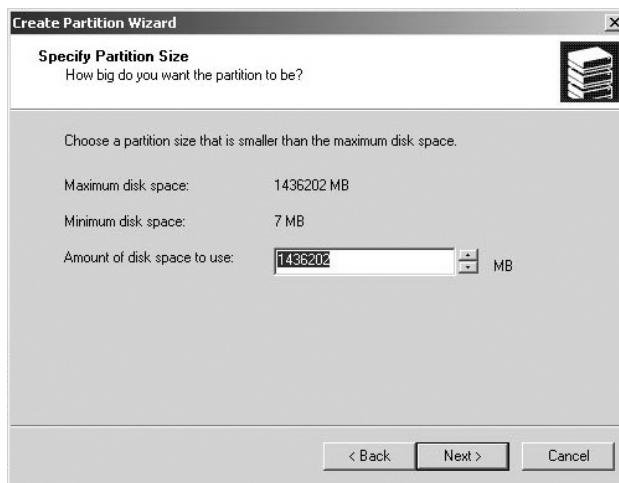 Create Partition Wizard
Specify Partition Size
How big do you want the partition to be?
Choose a partition size that is smaller than the maximum disk space.
Maximum disk space: 1436202 MB
Minimum disk space: 7 MB
Amount of disk space to use: 1436202 MB
< Back Next > Cancel